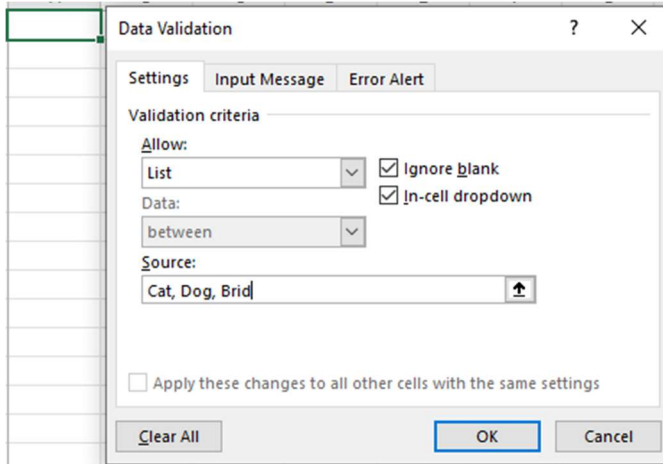 Data Validation ? ×
Settings Input Message Error Alert
Validation criteria
Allow:
List
Ignore blank
Data:
In-cell dropdown
between
Source:
Cat, Dog, Brid
Apply these changes to all other cells with the same settings
Clear All OK Cancel